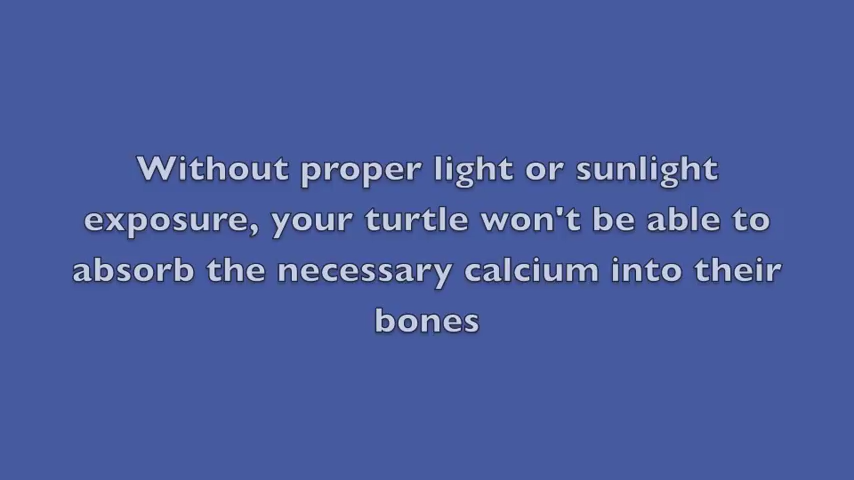 Without proper light or sunlight
exposure, your turtle won't be able to
absorb the necessary calcium into their
bones